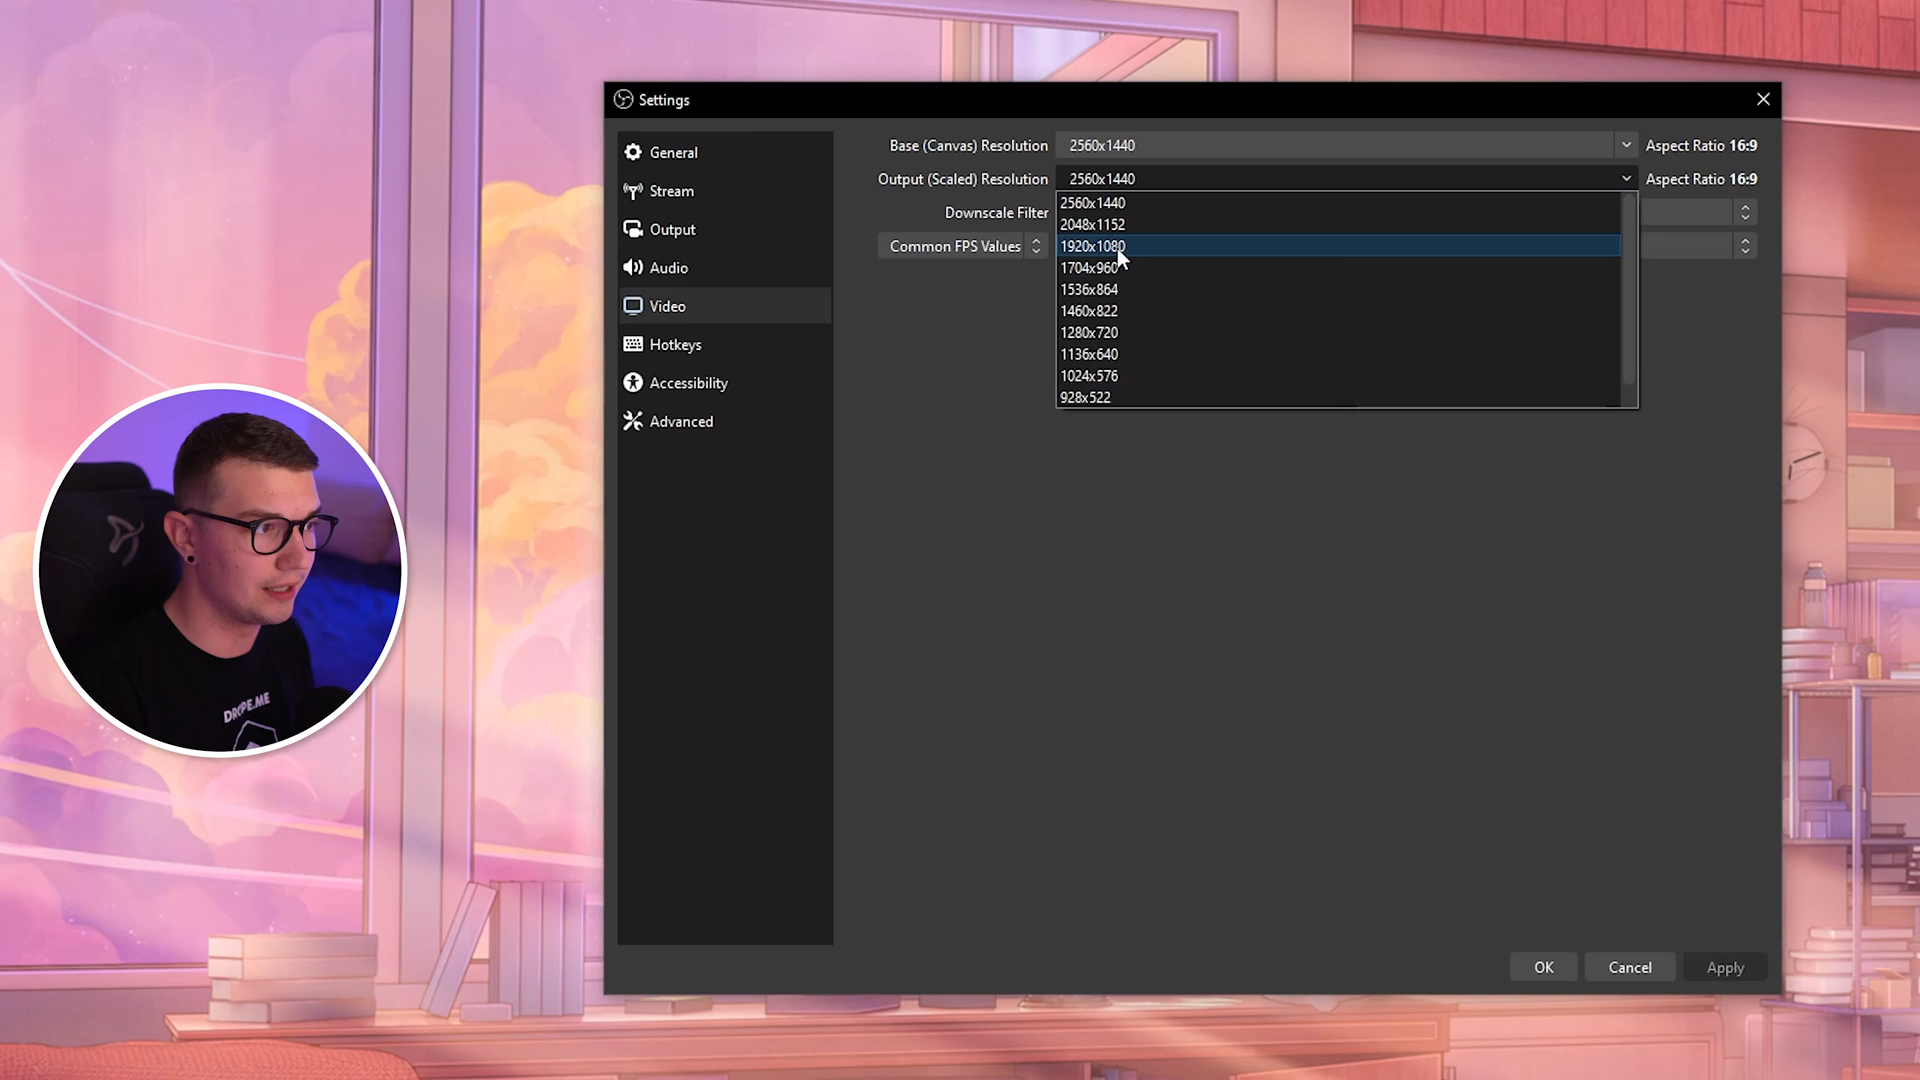 Settings
General
Stream
Output
Audio
Video
Hotkeys
Accessibility
Advanced
Base (Canvas) Resolution 2560x1440 Aspect Ratio 16:9
Output (Scaled) Resolution 2560x1440 Aspect Ratio 16:9
Downscale Filter
Common FPS Values
2560x1440
2048x1152
1920x1080
1704x960
1536x864
1460x822
1280x720
1136x640
1024x576
928x522
DROPE.ME
OK Cancel Apply